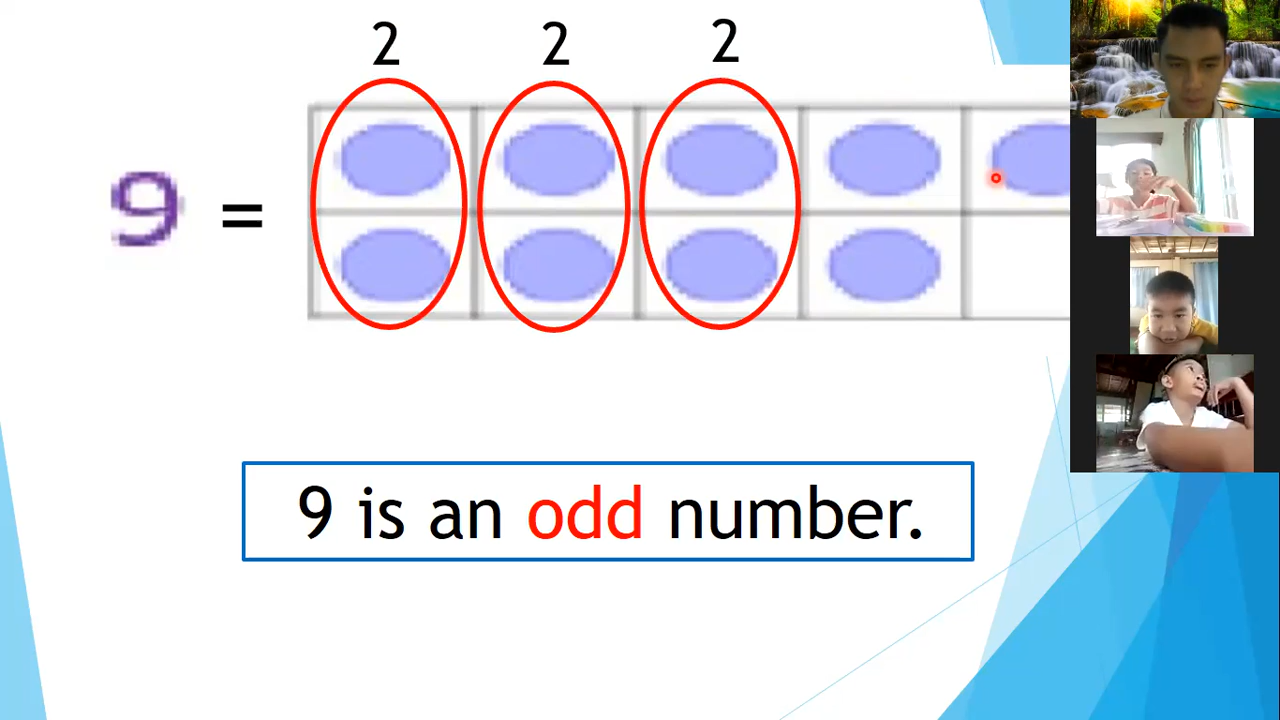 2 2 2
9 =
9 is an odd number.